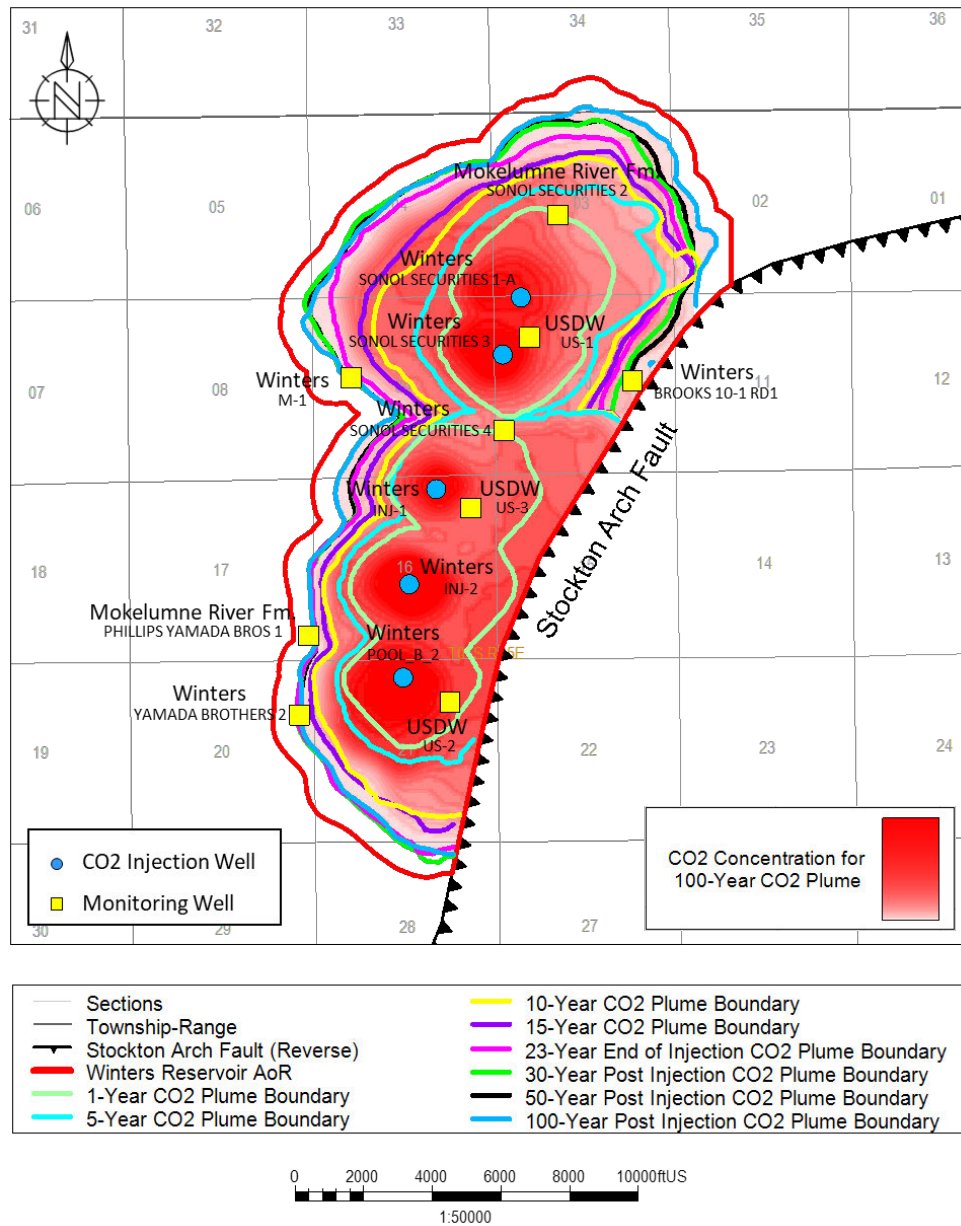 31 32 33 34 35 36
N
Mokelumne River Fm.
SONOL SECURITIES 2
06 05 03 02 01
Winters
SONOL SECURITIES 1-A
Winters
SONOL SECURITIES 3
USDW
US-1
Winters
M-1
Winters
BROOKS 10-1 RD1
07 08 11 12
Winters
SONOL SECURITIES 4
Stockton Arch Fault
Winters
INJ-1
USDW
US-3
18 17 16 14 13
Winters
INJ-2
Mokelumne River Fm.
PHILLIPS YAMADA BROS 1
Winters
POOL_B_2
Winters
YAMADA BROTHERS 2
USDW
US-2
19 20 21 22 23 24
CO2 Injection Well
Monitoring Well
CO2 Concentration for
100-Year CO2 Plume
30 29 28 27
Sections
Township-Range
Stockton Arch Fault (Reverse)
Winters Reservoir AoR
1-Year CO2 Plume Boundary
5-Year CO2 Plume Boundary
10-Year CO2 Plume Boundary
15-Year CO2 Plume Boundary
23-Year End of Injection CO2 Plume Boundary
30-Year Post Injection CO2 Plume Boundary
50-Year Post Injection CO2 Plume Boundary
100-Year Post Injection CO2 Plume Boundary
0 2000 4000 6000 8000 10000ftUS
1:50000